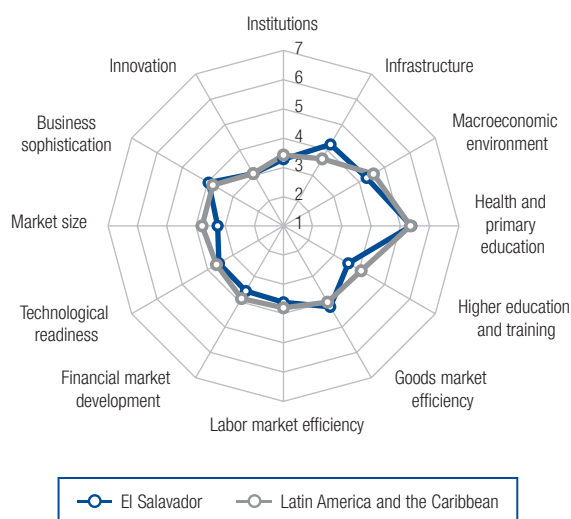 Institutions
7
6
5
4
3
2
1
Innovation
Infrastructure
Business
sophistication
Macroeconomic
environment
Market size
Health and
primary
education
Technological
readiness
Higher education
and training
Financial market
development
Goods market
efficiency
Labor market efficiency
El Salavador
Latin America and the Caribbean